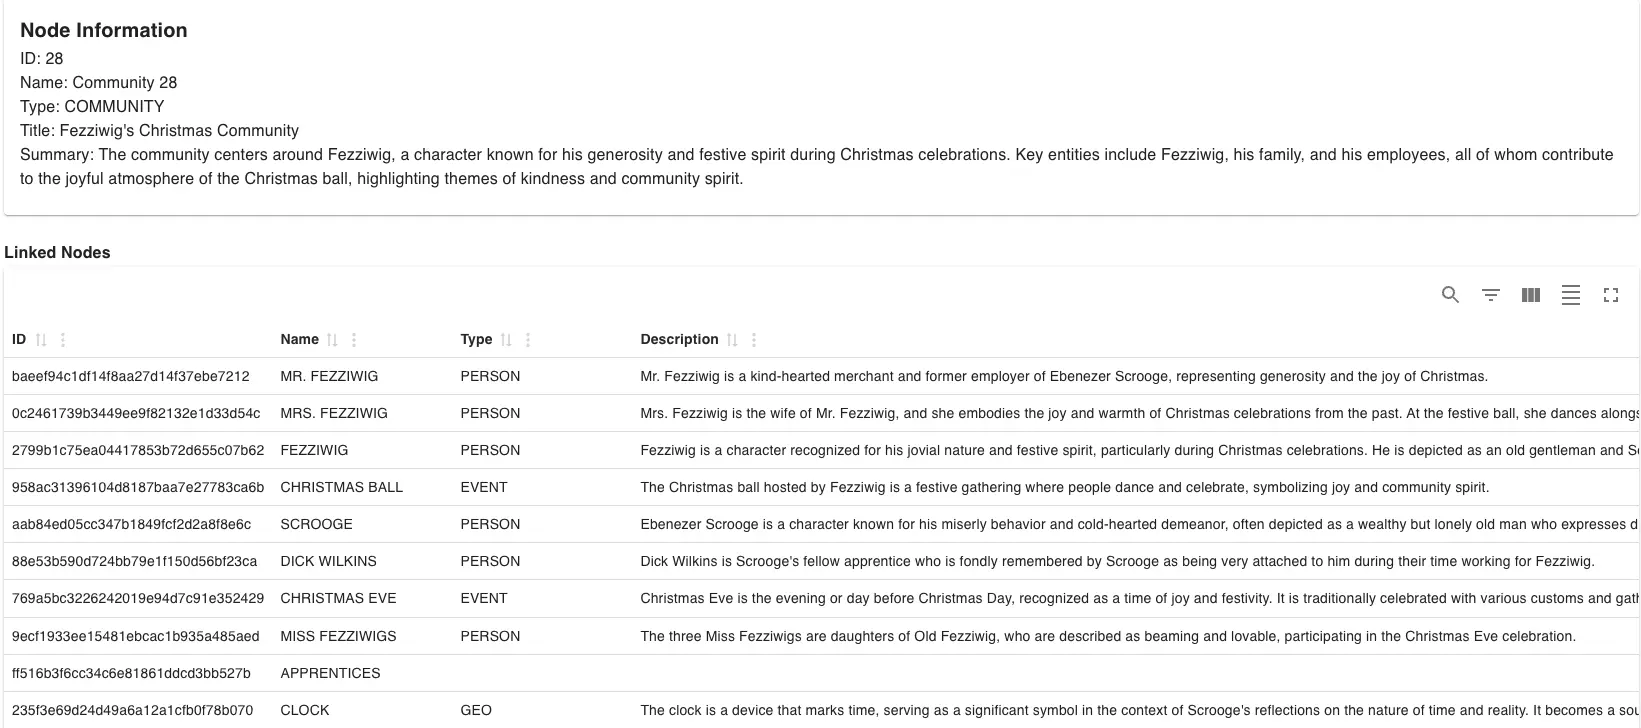 Node Information
ID: 28
Name: Community 28
Type: COMMUNITY
Title: Fezziwig's Christmas Community
Summary: The community centers around Fezziwig, a character known for his generosity and festive spirit during Christmas celebrations. Key entities include Fezziwig, his family, and his employees, all of whom contribute
to the joyful atmosphere of the Christmas ball, highlighting themes of kindness and community spirit.
Linked Nodes
ID Name Type Description
baeef94c1df14f8aa27d14f37ebe7212 MR. FEZZIWIG PERSON Mr. Fezziwig is a kind-hearted merchant and former employer of Ebenezer Scrooge, representing generosity and the joy of Christmas.
0c2461739b3449ee9f82132e1d33d54c MRS. FEZZIWIG PERSON Mrs. Fezziwig is the wife of Mr. Fezziwig, and she embodies the joy and warmth of Christmas celebrations from the past. At the festive ball, she dances alongs
2799b1c75ea04417853b72d655c07b62 FEZZIWIG PERSON Fezziwig is a character recognized for his jovial nature and festive spirit, particularly during Christmas celebrations. He is depicted as an old gentleman and
958ac31396104d8187baa7e27783ca6b CHRISTMAS BALL EVENT The Christmas ball hosted by Fezziwig is a festive gathering where people dance and celebrate, symbolizing joy and community spirit.
aab84ed05cc347b1849fcf2d2a8f8e6c SCROOGE PERSON Ebenezer Scrooge is a character known for his miserly behavior and cold-hearted demeanor, often depicted as a wealthy but lonely old man who expresses d
88e53b590d724bb79e1f150d56bf23ca DICK WILKINS PERSON Dick Wilkins is Scrooge's fellow apprentice who is fondly remembered by Scrooge as being very attached to him during their time working for Fezziwig.
769a5bc3226242019e94d7c91e352429 CHRISTMAS EVE EVENT Christmas Eve is the evening or day before Christmas Day, recognized as a time of joy and festivity. It is traditionally celebrated with various customs and gath
9ecf1933ee15481ebcac1b935a485aed MISS FEZZIWIGS PERSON The three Miss Fezziwigs are daughters of Old Fezziwig, who are described as beaming and lovable, participating in the Christmas Eve celebration.
ff516b3f6cc34c6e81861ddcd3bb527b APPRENTICES
235f3e69d24d49a6a12a1cfb0f78b070 CLOCK GEO The clock is a device that marks time, serving as a significant symbol in the context of Scrooge's reflections on the nature of time and reality. It becomes a sou